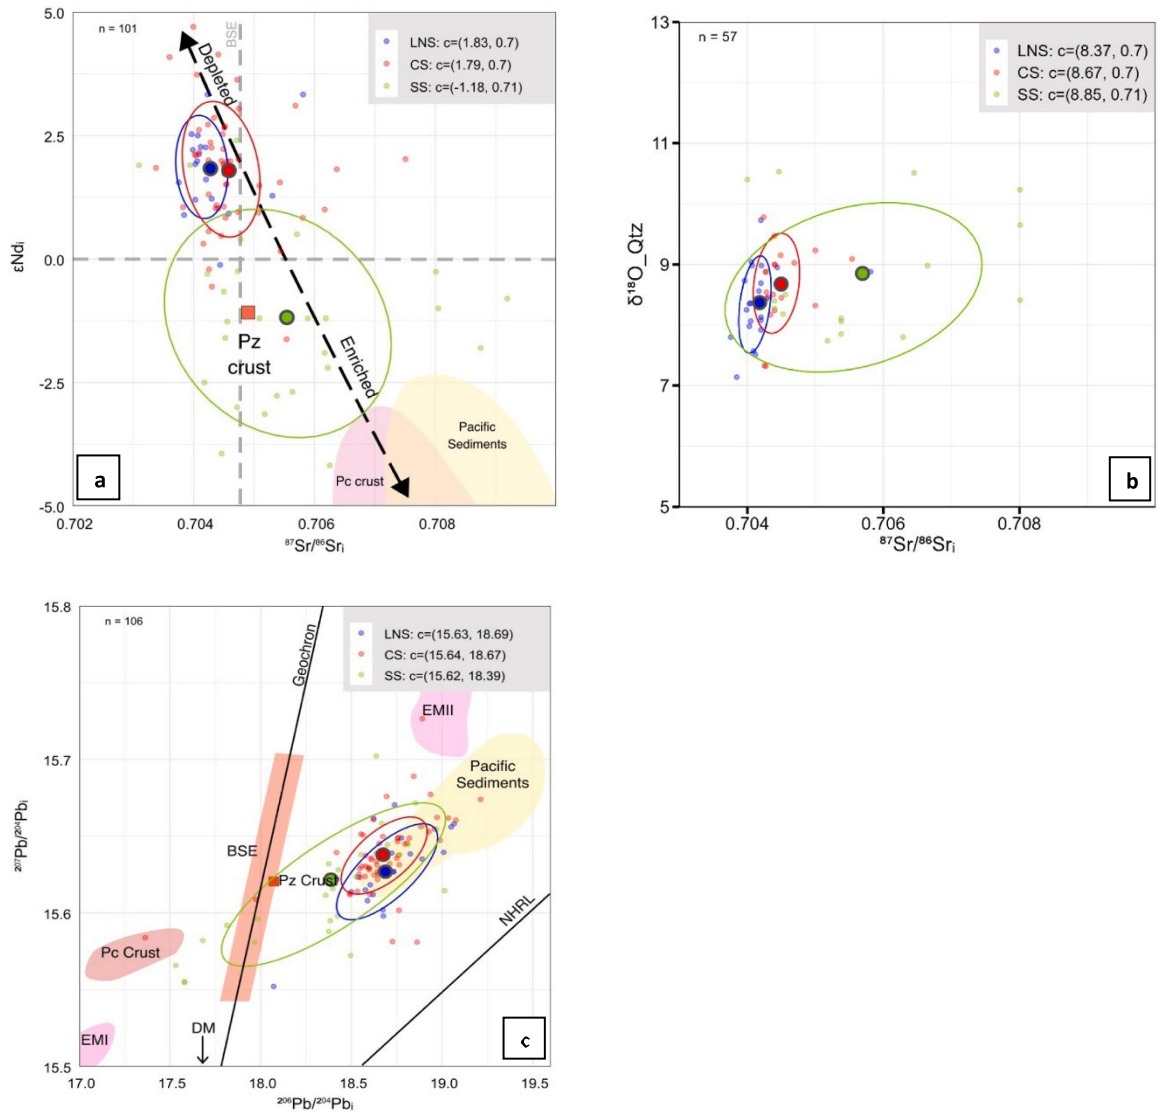 5.0
n = 101
BSE
Depleted
LNS: c=(1.83, 0.7)
CS: c=(1.79, 0.7)
SS: c=(-1.18, 0.71)
2.5
εNdᵢ
0.0
Pz
crust
Enriched
-2.5
Pacific
Sediments
Pc crust
a
-5.0
0.702
0.704
0.706
0.708
⁸⁷Sr/⁸⁶Srᵢ
13
n = 57
LNS: c=(8.37, 0.7)
CS: c=(8.67, 0.7)
SS: c=(8.85, 0.71)
11
δ¹⁸O_Qtz
9
7
b
5
0.704
0.706
0.708
⁸⁷Sr/⁸⁶Srᵢ
15.8
n = 106
Geochron
LNS: c=(15.63, 18.69)
CS: c=(15.64, 18.67)
SS: c=(15.62, 18.39)
EMII
15.7
Pacific
Sediments
²⁰⁷Pb/²⁰⁴Pbᵢ
BSE
Pz Crust
15.6
NHRL
Pc Crust
DM
EMI
c
15.5
17.0
17.5
18.0
18.5
19.0
19.5
²⁰⁶Pb/²⁰⁴Pbᵢ